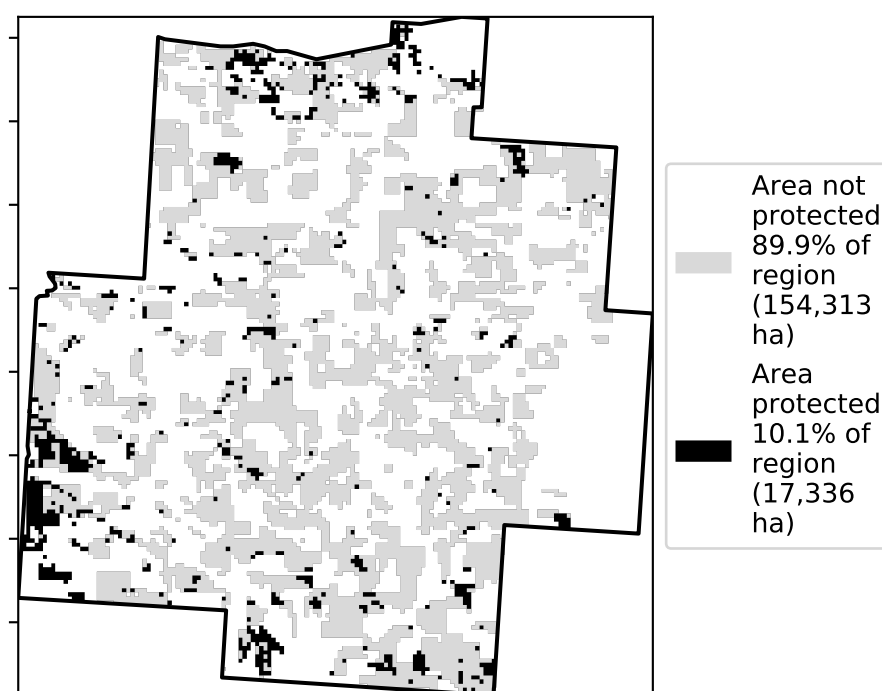 Area not
protected
89.9% of
region
(154,313
ha)
Area
protected
10.1% of
region
(17,336
ha)